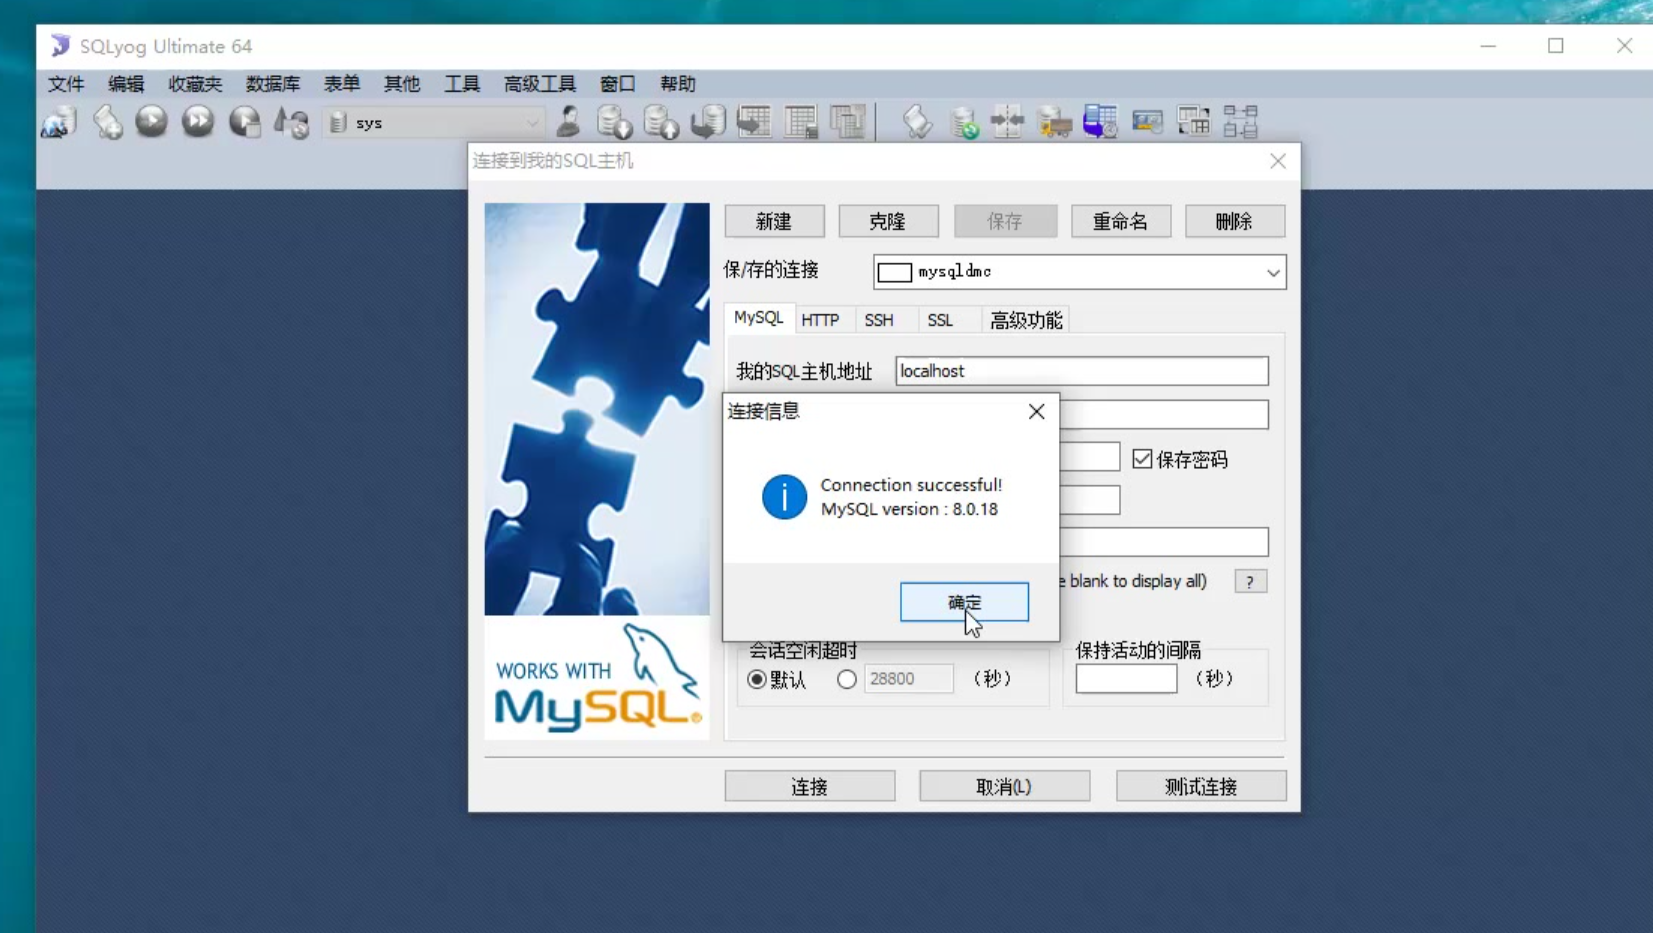 SQLyog Ultimate 64
文件 编辑 收藏夹 数据库 表单 其他 工具 高级工具 窗口 帮助
sys
连接到我的SQL主机
新建 克隆 保存 重命名 删除
保/存的连接 mysqldmc
MySQL HTTP SSH SSL 高级功能
我的SQL主机地址 localhost
连接信息
保存密码
Connection successful!
MySQL version : 8.0.18
blank to display all) ?
确定
会话空闲超时 保持活动的间隔
默认 28800 (秒) (秒)
WORKS WITH
MySQL®
连接 取消(L) 测试连接